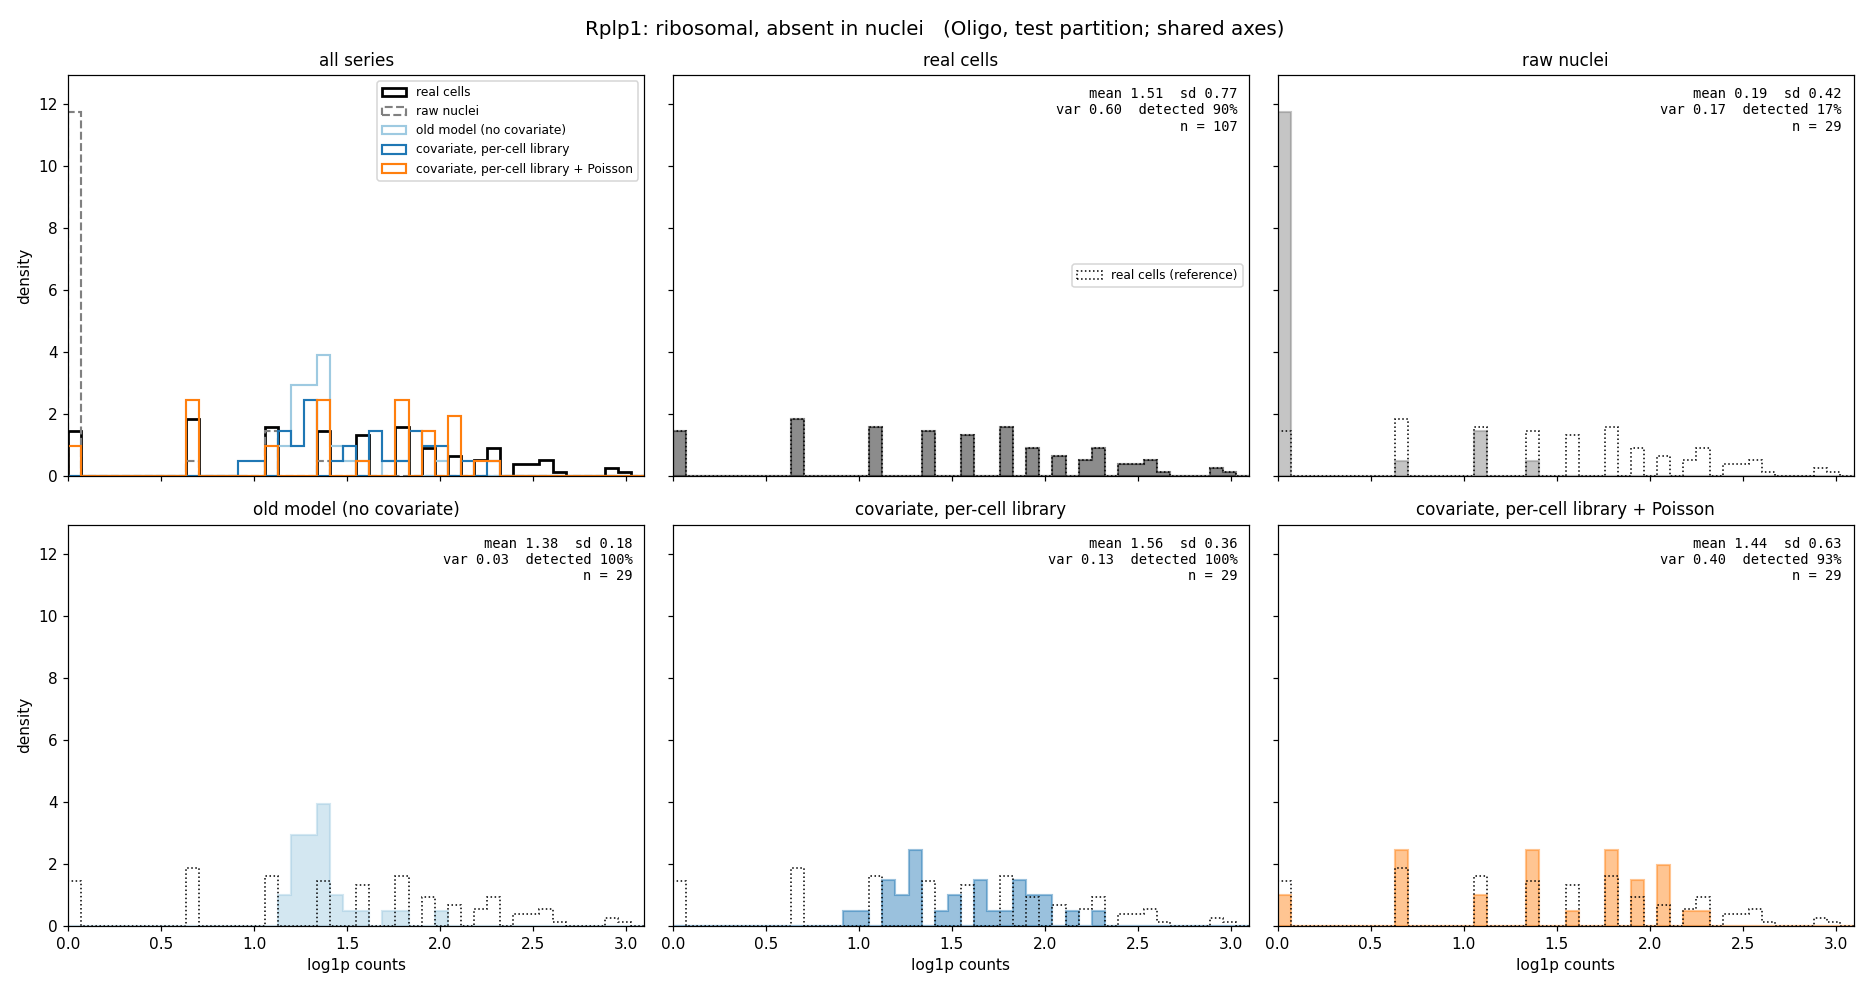 Rplp1: ribosomal, absent in nuclei   (Oligo, test partition; shared axes)
all series
real cells
raw nuclei
old model (no covariate)
covariate, per-cell library
covariate, per-cell library + Poisson
density
12
10
8
6
4
2
0
real cells
mean 1.51  sd 0.77
var 0.60  detected 90%
n = 107
real cells (reference)
raw nuclei
mean 0.19  sd 0.42
var 0.17  detected 17%
n = 29
old model (no covariate)
mean 1.38  sd 0.18
var 0.03  detected 100%
n = 29
density
12
10
8
6
4
2
0
0.0 0.5 1.0 1.5 2.0 2.5 3.0
log1p counts
covariate, per-cell library
mean 1.56  sd 0.36
var 0.13  detected 100%
n = 29
0.0 0.5 1.0 1.5 2.0 2.5 3.0
log1p counts
covariate, per-cell library + Poisson
mean 1.44  sd 0.63
var 0.40  detected 93%
n = 29
0.0 0.5 1.0 1.5 2.0 2.5 3.0
log1p counts